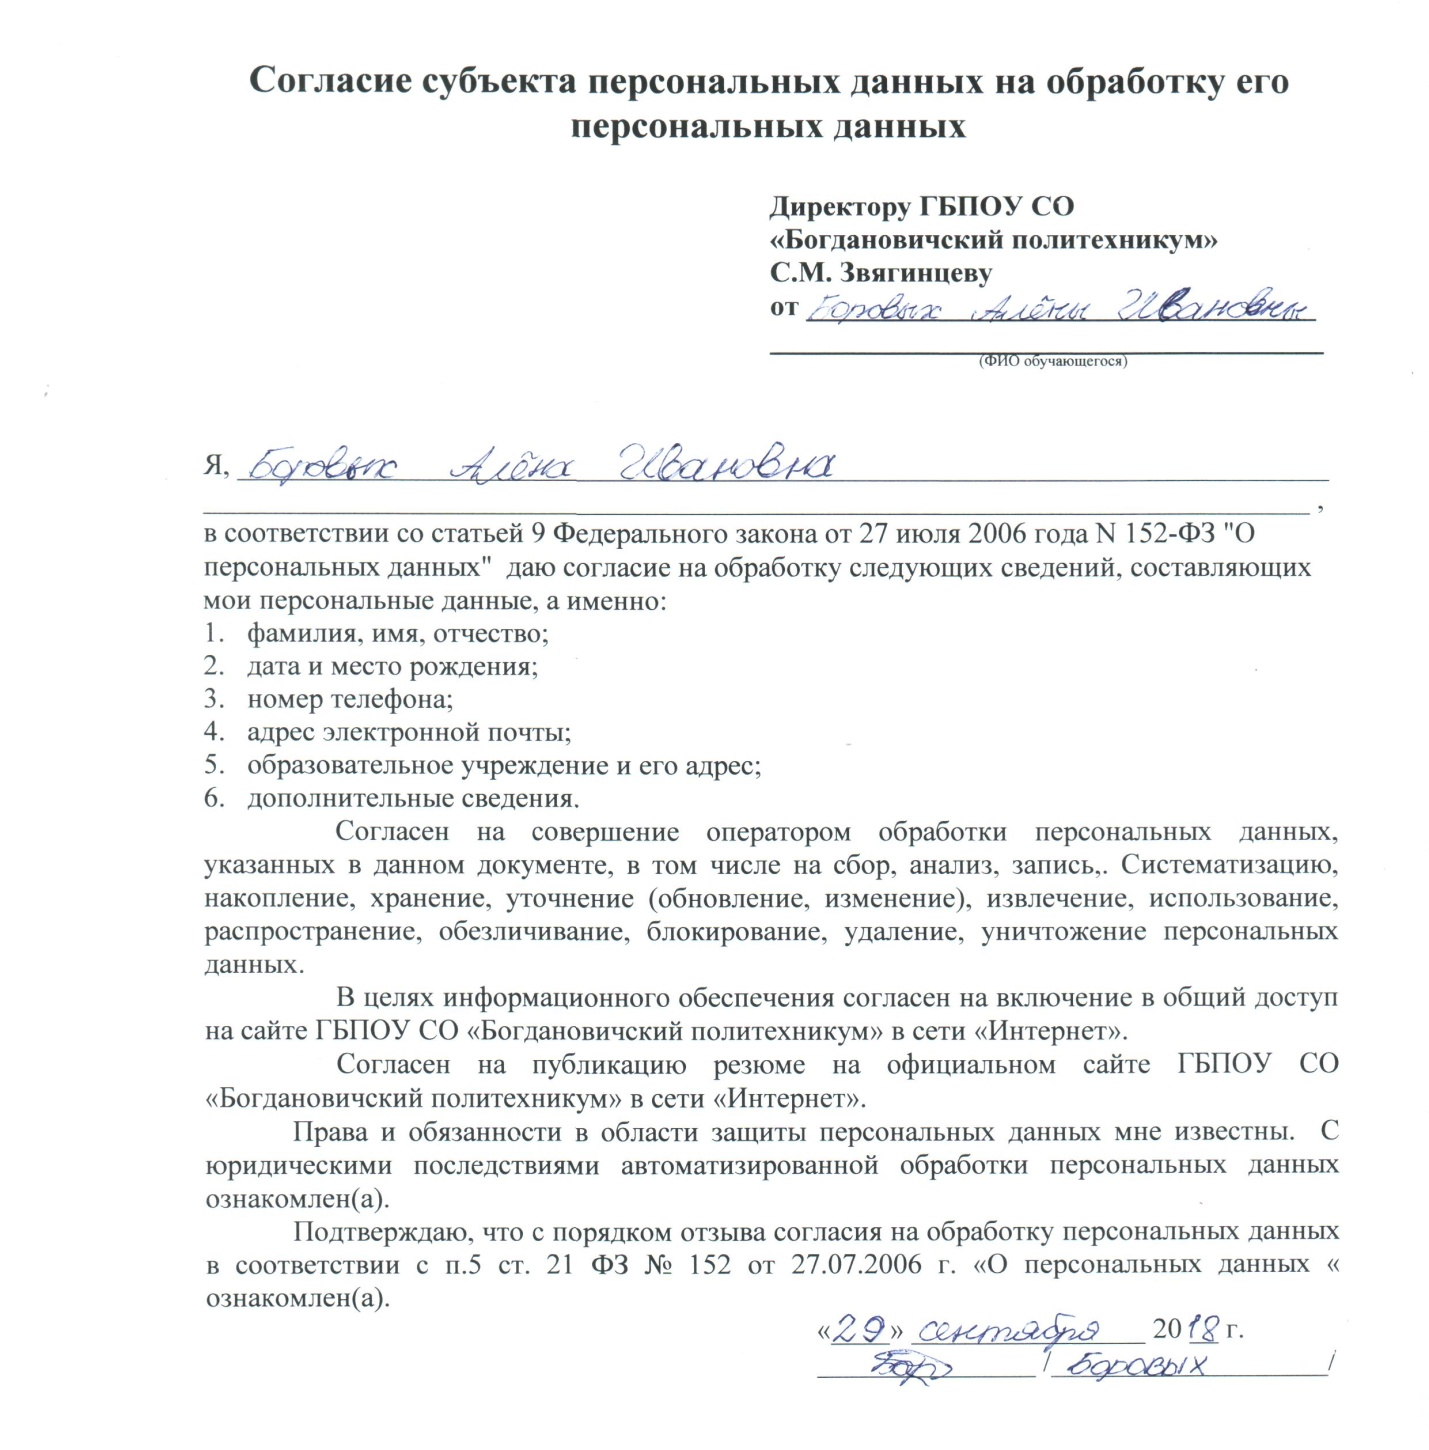 Согласие субъекта персональных данных на обработку его
персональных данных
Директору ГБПОУ СО
«Богдановичский политехникум»
С.М. Звягинцеву
от Боровых Алёны Ивановны
(ФИО обучающегося)
Я, Боровых Алёна Ивановна
,
в соответствии со статьей 9 Федерального закона от 27 июля 2006 года N 152-ФЗ "О
персональных данных" даю согласие на обработку следующих сведений, составляющих
мои персональные данные, а именно:
1. фамилия, имя, отчество;
2. дата и место рождения;
3. номер телефона;
4. адрес электронной почты;
5. образовательное учреждение и его адрес;
6. дополнительные сведения.
Согласен на совершение оператором обработки персональных данных,
указанных в данном документе, в том числе на сбор, анализ, запись,. Систематизацию,
накопление, хранение, уточнение (обновление, изменение), извлечение, использование,
распространение, обезличивание, блокирование, удаление, уничтожение персональных
данных.
В целях информационного обеспечения согласен на включение в общий доступ
на сайте ГБПОУ СО «Богдановичский политехникум» в сети «Интернет».
Согласен на публикацию резюме на официальном сайте ГБПОУ СО
«Богдановичский политехникум» в сети «Интернет».
Права и обязанности в области защиты персональных данных мне известны. С
юридическими последствиями автоматизированной обработки персональных данных
ознакомлен(а).
Подтверждаю, что с порядком отзыва согласия на обработку персональных данных
в соответствии с п.5 ст. 21 ФЗ № 152 от 27.07.2006 г. «О персональных данных «
ознакомлен(а).
«29» сентября 2018 г.
Бор / Боровых /